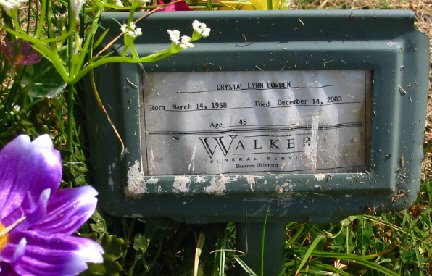 CRYSTAL LYNN BOWDEN
Born March 14, 1958 Died December 14, 2003
Age 45
WALKER
FUNERAL SERVICE